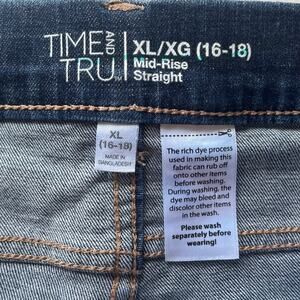 TIME AND TRU
XL/XG (16-18)
Mid-Rise
Straight
XL
(16-18)
MADE IN
BANGLADESH
The rich dye process
used in making this
fabric can rub off
onto other items
before washing.
During washing, the
dye may bleed and
discolor other items
in the wash.
Please wash
separately before
wearing!